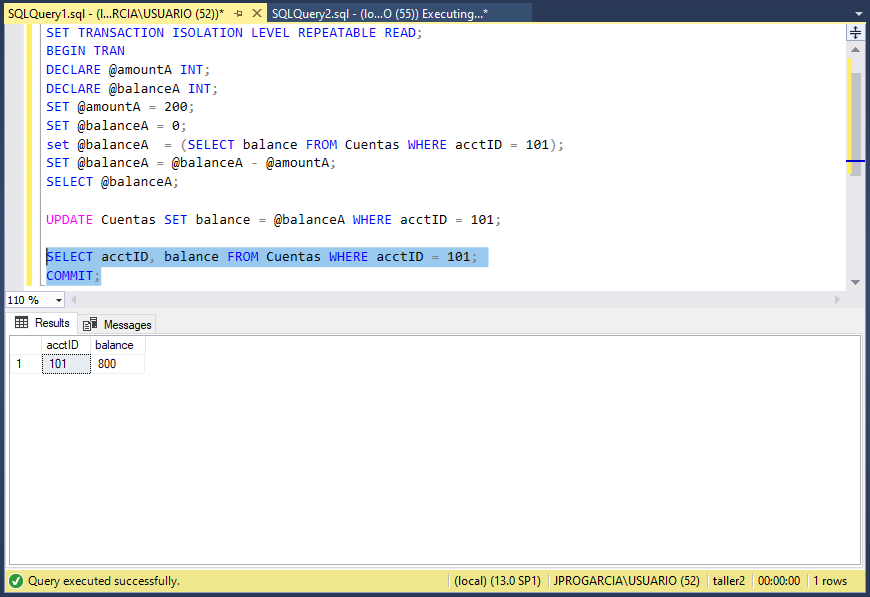 SQLQuery1.sql - (l...RCIA\USUARIO (52))* SQLQuery2.sql - (lo...O (55)) Executing...*
SET TRANSACTION ISOLATION LEVEL REPEATABLE READ;
BEGIN TRAN
DECLARE @amountA INT;
DECLARE @balanceA INT;
SET @amountA = 200;
SET @balanceA = 0;
set @balanceA  = (SELECT balance FROM Cuentas WHERE acctID = 101);
SET @balanceA = @balanceA - @amountA;
SELECT @balanceA;
UPDATE Cuentas SET balance = @balanceA WHERE acctID = 101;
SELECT acctID, balance FROM Cuentas WHERE acctID = 101;
COMMIT;
110 %
Results Messages
acctID balance
1 101 800
Query executed successfully. (local) (13.0 SP1) JPROGARCIA\USUARIO (52) taller2 00:00:00 1 rows